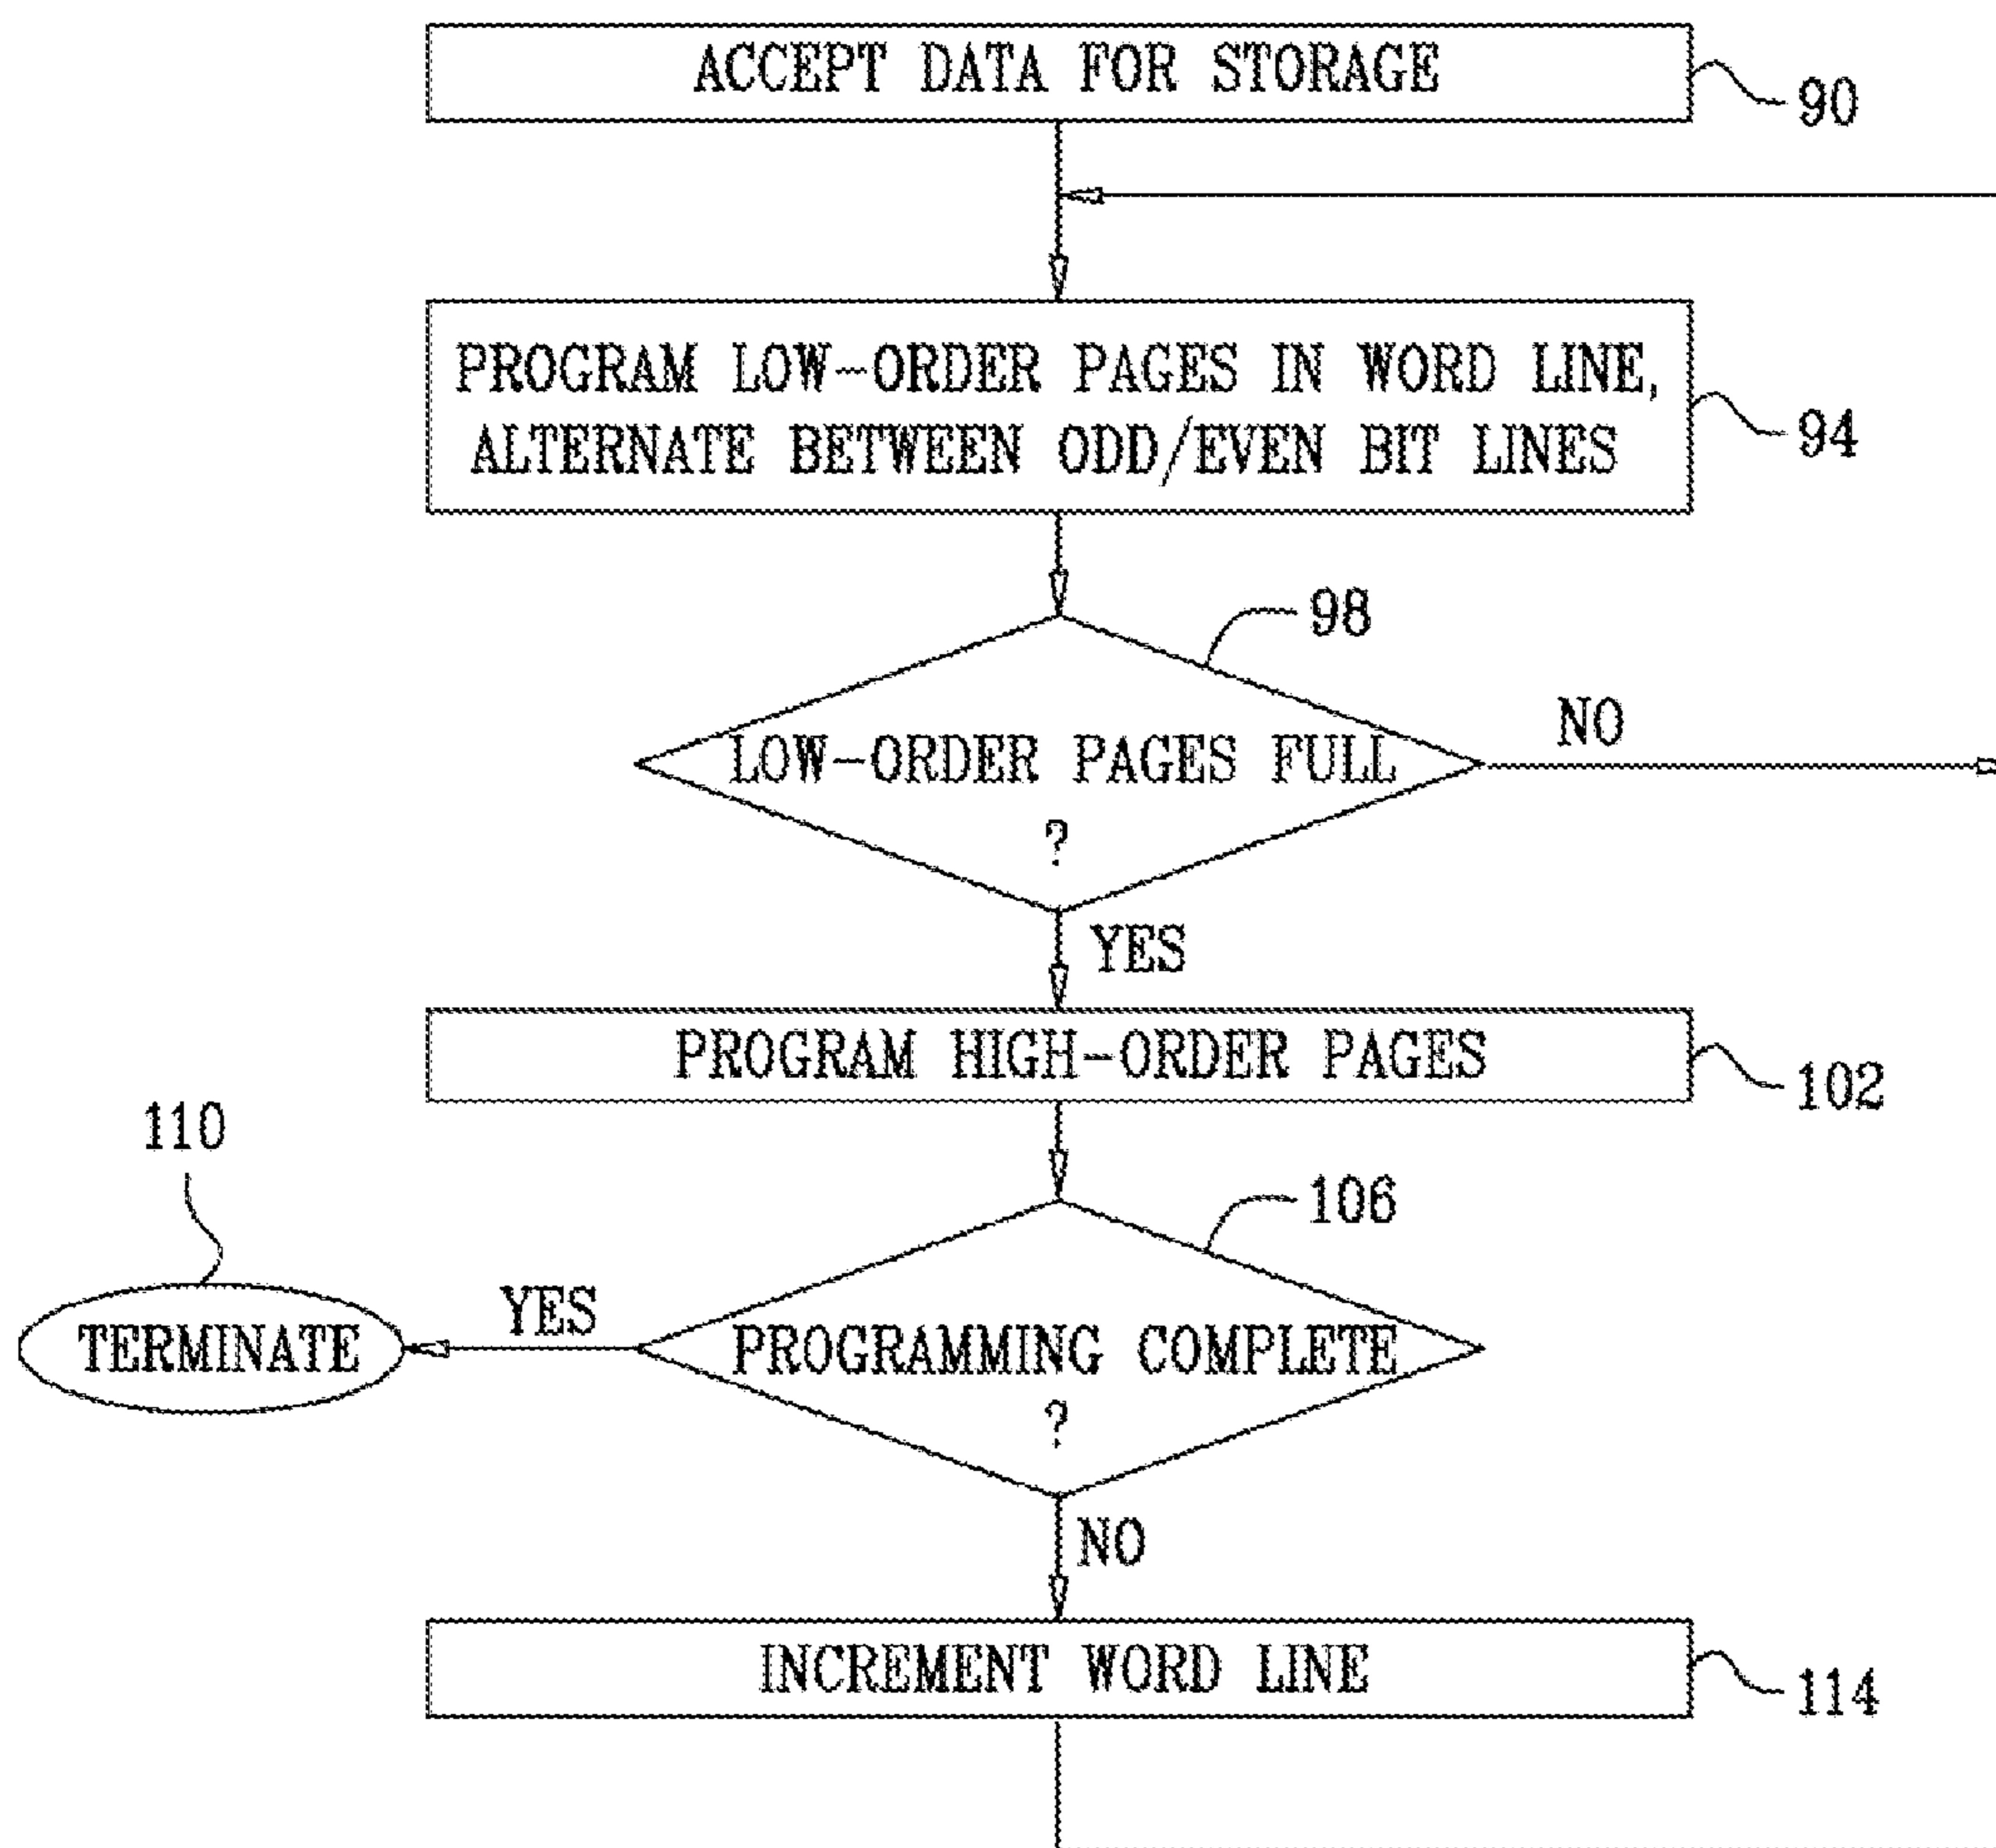 ACCEPT DATA FOR STORAGE
90
PROGRAM LOW-ORDER PAGES IN WORD LINE,
ALTERNATE BETWEEN ODD/EVEN BIT LINES
94
98
LOW-ORDER PAGES FULL
?
NO
YES
PROGRAM HIGH-ORDER PAGES
102
106
PROGRAMMING COMPLETE
?
YES
110
TERMINATE
NO
INCREMENT WORD LINE
114